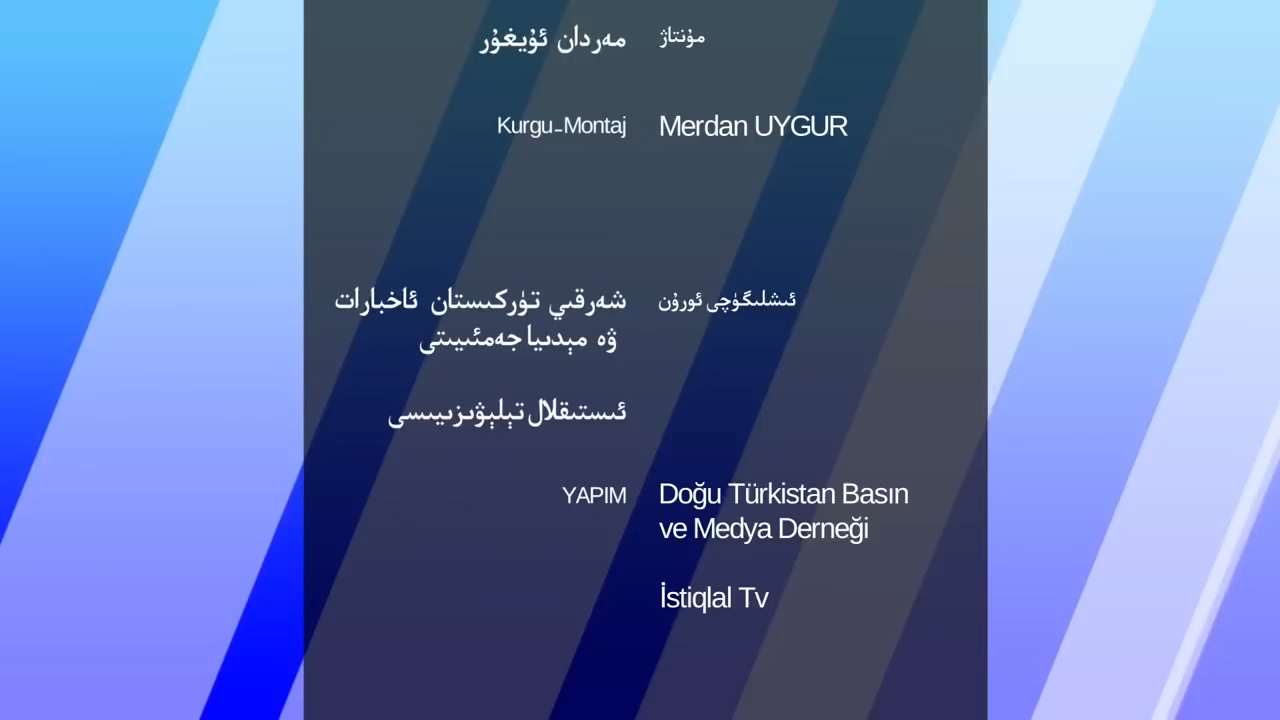 مۇنتاژ مەردان ئۇيغۇر
Kurgu-Montaj Merdan UYGUR
ئىشلىگۈچى ئورۇن شەرقىي تۈركىستان ئاخبارات
ۋە مېدىيا جەمئىيىتى
ئىستىقلال تېلېۋىزىيىسى
YAPIM Doğu Türkistan Basın
ve Medya Derneği
İstiqlal Tv